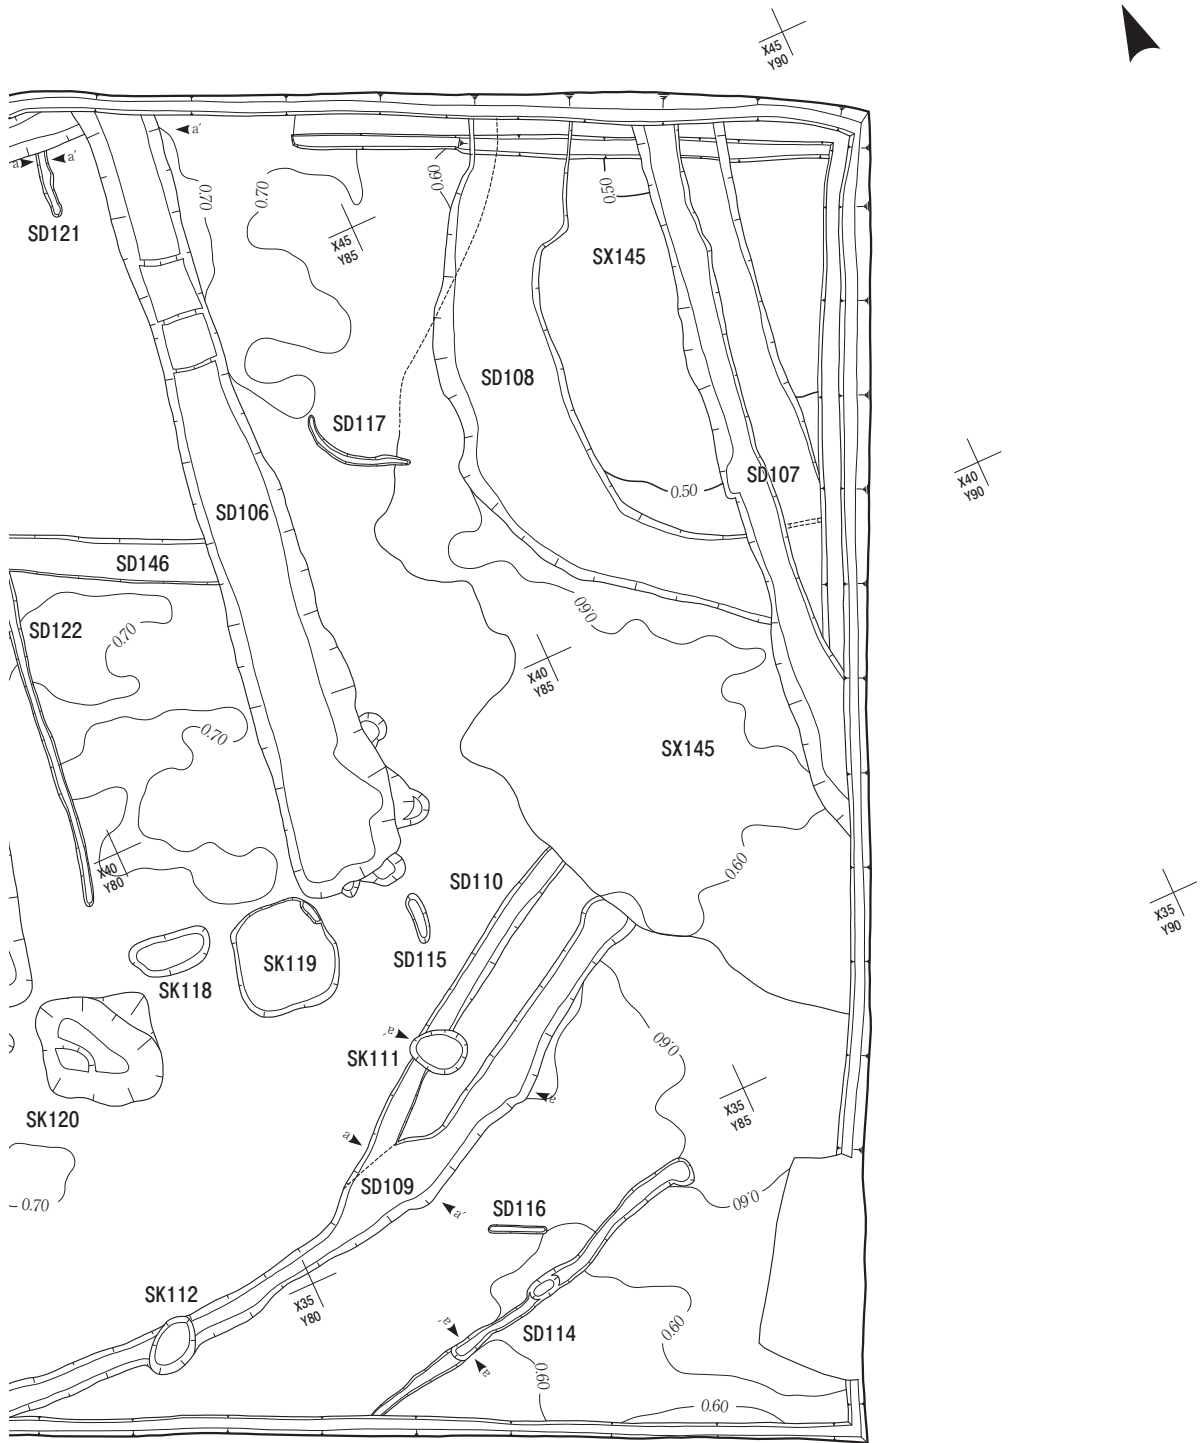 X45
Y90
a'
a
a'
0.70
0.70
0.60
0.50
SD121
X45
Y85
SX145
SD108
SD117
SD107
0.50
X40
Y90
SD106
SD146
0.60
SD122
0.70
X40
Y85
0.70
SX145
X40
Y80
0.60
SD110
X35
Y90
SD115
SK119
SK118
a'
SK111
0.60
a
X35
Y85
SK120
a
SD109
0.70
a'
SD116
0.60
SK112
X35
Y80
a'
SD114
0.60
a
0.60
0.60